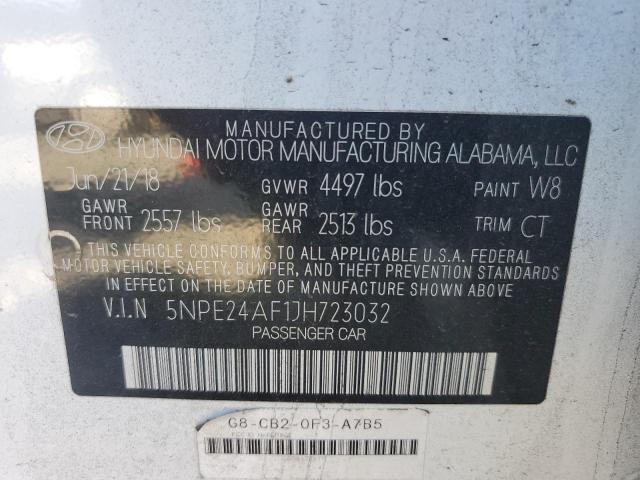 MANUFACTURED BY
HYUNDAI MOTOR MANUFACTURING ALABAMA, LLC
Jun/21/18 GVWR 4497 lbs PAINT W8
GAWR FRONT 2557 lbs GAWR REAR 2513 lbs TRIM CT
THIS VEHICLE CONFORMS TO ALL APPLICABLE U.S.A. FEDERAL
MOTOR VEHICLE SAFETY, BUMPER, AND THEFT PREVENTION STANDARDS
IN EFFECT ON THE DATE OF MANUFACTURE SHOWN ABOVE.
V.I.N 5NPE24AF1JH723032
PASSENGER CAR
G8-CB2-0F3-A7B5